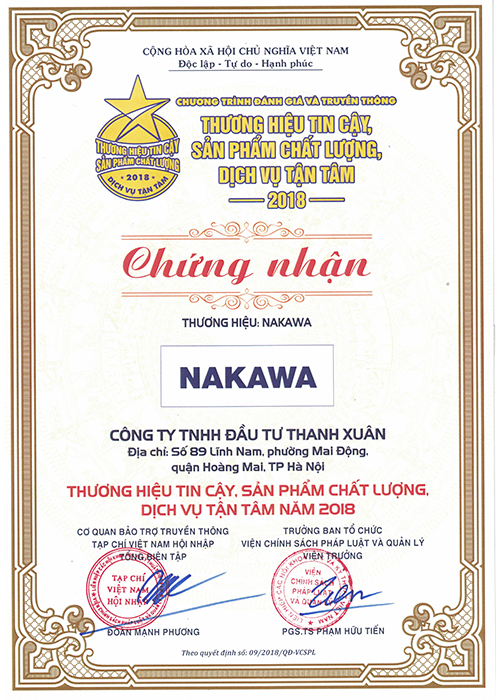 CỘNG HÒA XÃ HỘI CHỦ NGHĨA VIỆT NAM
Độc lập - Tự do - Hạnh phúc
CHƯƠNG TRÌNH ĐÁNH GIÁ VÀ TRUYỀN THÔNG
THƯƠNG HIỆU TIN CẬY,
SẢN PHẨM CHẤT LƯỢNG,
DỊCH VỤ TẬN TÂM
2018
THƯƠNG HIỆU TIN CẬY
SẢN PHẨM CHẤT LƯỢNG
2018
DỊCH VỤ TẬN TÂM
Chứng nhận
THƯƠNG HIỆU: NAKAWA
NAKAWA
CÔNG TY TNHH ĐẦU TƯ THANH XUÂN
Địa chỉ: Số 89 Lĩnh Nam, phường Mai Động,
quận Hoàng Mai, TP Hà Nội
THƯƠNG HIỆU TIN CẬY, SẢN PHẨM CHẤT LƯỢNG,
DỊCH VỤ TẬN TÂM NĂM 2018
CƠ QUAN BẢO TRỢ TRUYỀN THÔNG
TẠP CHÍ VIỆT NAM HỘI NHẬP
TỔNG BIÊN TẬP
TẠP CHÍ
VIỆT NAM
HỘI NHẬP
ĐOÀN MẠNH PHƯƠNG
TRƯỞNG BAN TỔ CHỨC
VIỆN CHÍNH SÁCH PHÁP LUẬT VÀ QUẢN LÝ
VIỆN TRƯỞNG
VIỆN
CHÍNH SÁCH
PHÁP LUẬT
VÀ QUẢN
PGS.TS PHẠM HỮU TIẾN
Theo quyết định số: 09/2018/QĐ-VCSPL